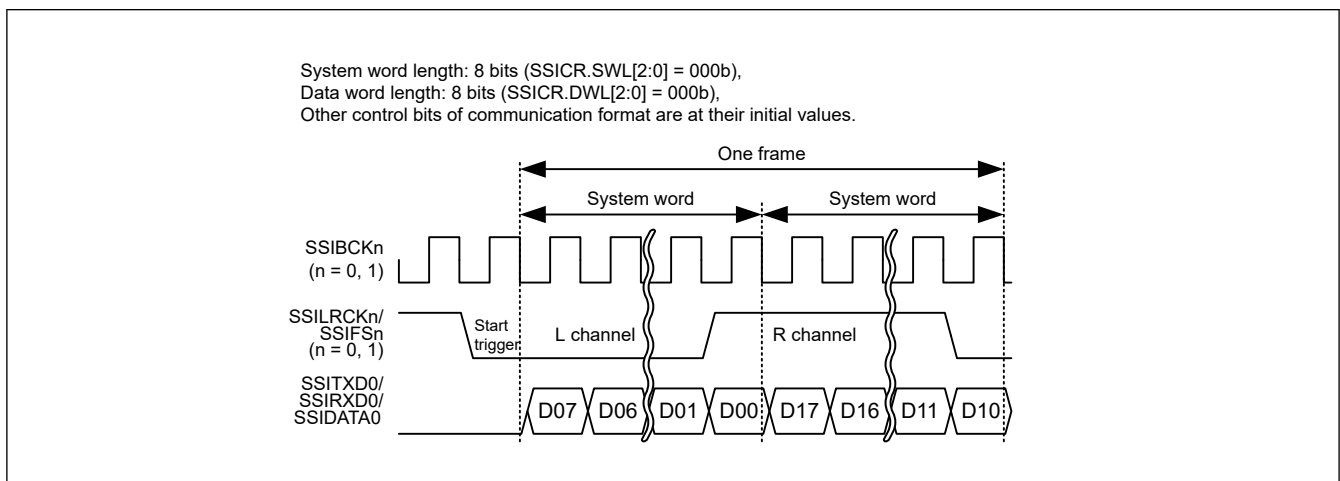 System word length: 8 bits (SSICR.SWL[2:0] = 000b),
Data word length: 8 bits (SSICR.DWL[2:0] = 000b),
Other control bits of communication format are at their initial values.
One frame
System word System word
SSIBCKn
(n = 0, 1)
SSILRCKn/
SSIFSn
(n = 0, 1)
Start
trigger
L channel R channel
SSITXD0/
SSIRXD0/
SSIDATA0
D07 D06 D01 D00 D17 D16 D11 D10